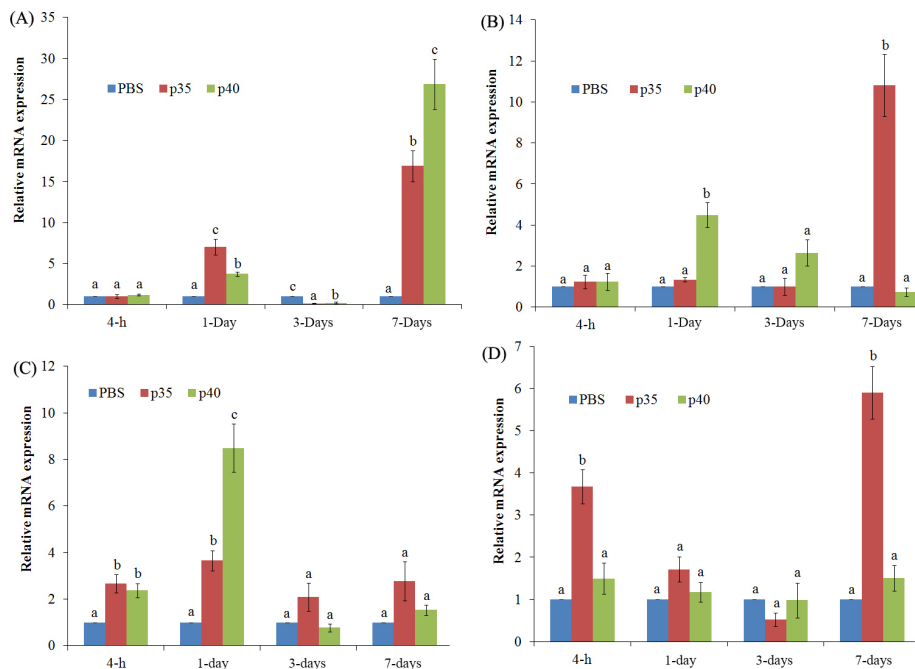 (A)
35
30
25
20
15
10
5
0
Relative mRNA expression
PBS p35 p40
a a a
a c b
c a b
a b c
4-h 1-Day 3-Days 7-Days
(B)
14
12
10
8
6
4
2
0
Relative mRNA expression
PBS p35 p40
a a a
a a b
a a a
a b a
4-h 1-Day 3-Days 7-Days
(C)
12
10
8
6
4
2
0
Relative mRNA expression
PBS p35 p40
a b b
a b c
a a a
a a a
4-h 1-day 3-days 7-days
(D)
7
6
5
4
3
2
1
0
Relative mRNA expression
PBS p35 p40
a b a
a a a
a a a
a b a
4-h 1-day 3-days 7-days